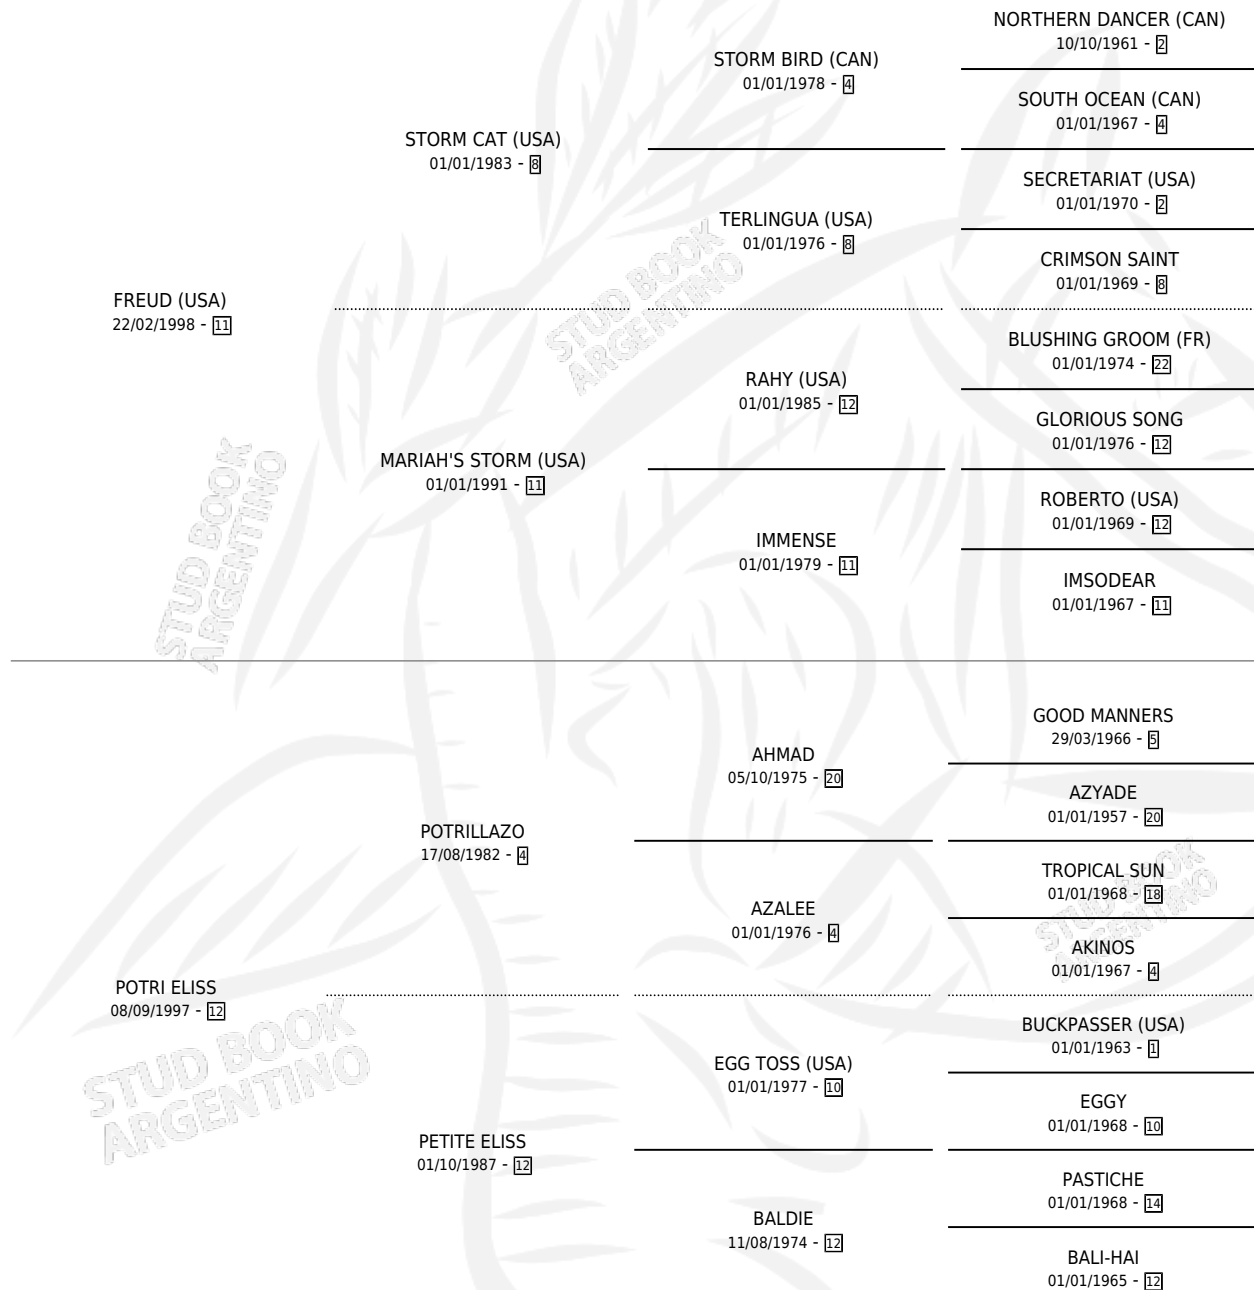 NORTHERN DANCER (CAN)
10/10/1961 - 2
STORM BIRD (CAN)
01/01/1978 - 4
SOUTH OCEAN (CAN)
01/01/1967 - 4
STORM CAT (USA)
01/01/1983 - 8
SECRETARIAT (USA)
01/01/1970 - 2
TERLINGUA (USA)
01/01/1976 - 8
CRIMSON SAINT
01/01/1969 - 8
FREUD (USA)
22/02/1998 - 11
BLUSHING GROOM (FR)
01/01/1974 - 22
RAHY (USA)
01/01/1985 - 12
GLORIOUS SONG
01/01/1976 - 12
MARIAH'S STORM (USA)
01/01/1991 - 11
ROBERTO (USA)
01/01/1969 - 12
IMMENSE
01/01/1979 - 11
IMSODEAR
01/01/1967 - 11
GOOD MANNERS
29/03/1966 - 5
AHMAD
05/10/1975 - 20
AZYADE
01/01/1957 - 20
POTRILLAZO
17/08/1982 - 4
TROPICAL SUN
01/01/1968 - 18
AZALEE
01/01/1976 - 4
AKINOS
01/01/1967 - 4
POTRI ELISS
08/09/1997 - 12
BUCKPASSER (USA)
01/01/1963 - 1
EGG TOSS (USA)
01/01/1977 - 10
EGGY
01/01/1968 - 10
PETITE ELISS
01/10/1987 - 12
PASTICHE
01/01/1968 - 14
BALDIE
11/08/1974 - 12
BALI-HAI
01/01/1965 - 12
STUD BOOK
ARGENTINO
STUD BOOK
ARGENTINO
STUD BOOK
ARGENTINO
STUD BOOK
ARGENTINO